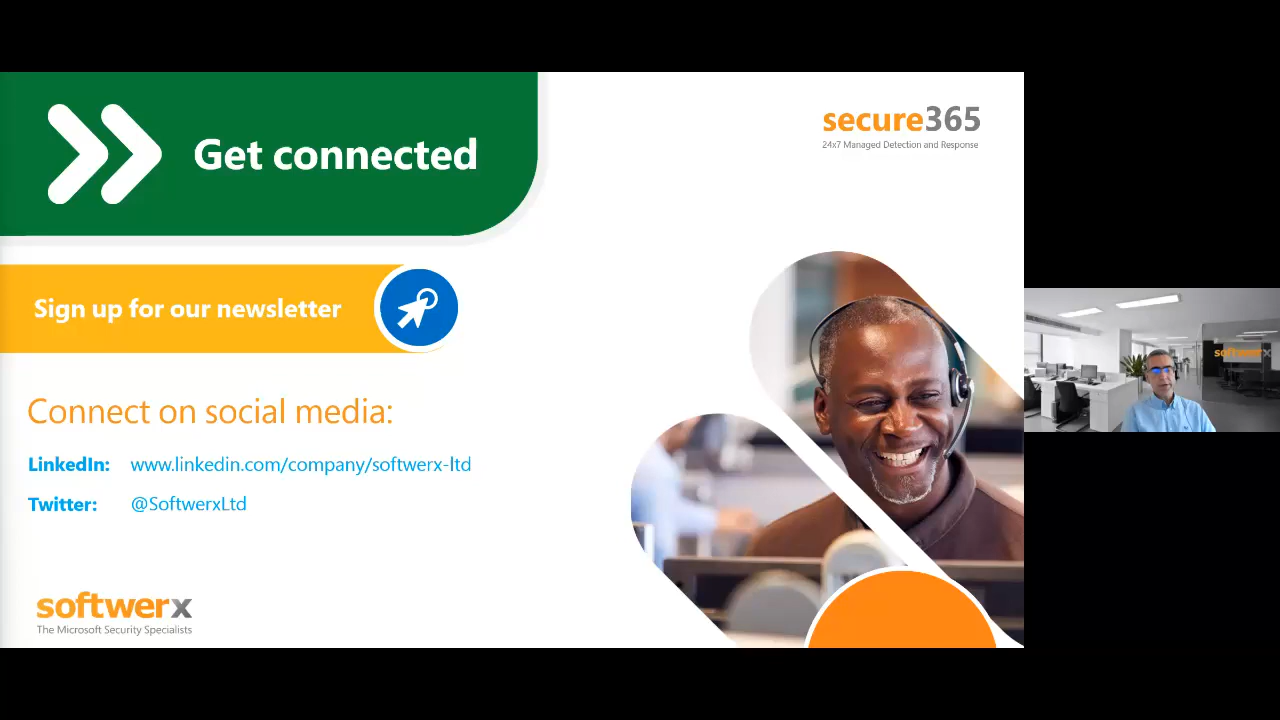 Get connected
secure365
24x7 Managed Detection and Response
Sign up for our newsletter
Connect on social media:
LinkedIn: www.linkedin.com/company/softwerx-ltd
Twitter: @SoftwerxLtd
softwerx
The Microsoft Security Specialists
softwerx